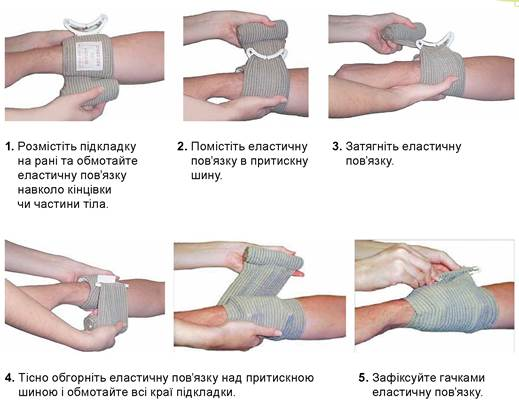 1. Розмістіть підкладку
на рані та обмотайте
еластичну пов'язку
навколо кінцівки
чи частини тіла.
2. Помістіть еластичну
пов'язку в притискну
шину.
3. Затягніть еластичну
пов'язку.
4. Тісно обгорніть еластичну пов'язку над притискною
шиною і обмотайте всі краї підкладки.
5. Зафіксуйте гачками
еластичну пов'язку.